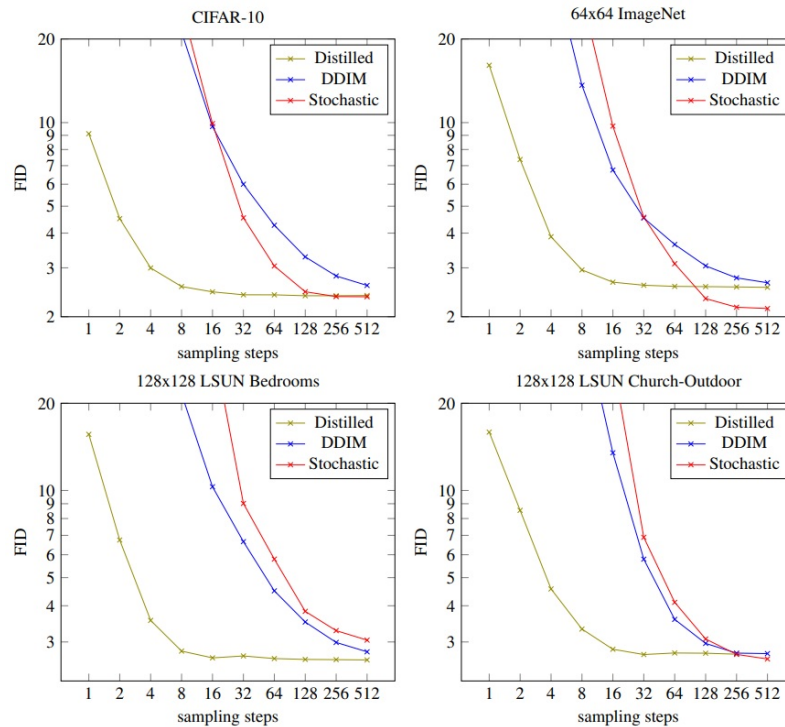 CIFAR-10
20
10
9
8
7
6
5
4
3
2
FID
Distilled
DDIM
Stochastic
1 2 4 8 16 32 64 128 256 512
sampling steps
64x64 ImageNet
20
10
9
8
7
6
5
4
3
2
FID
Distilled
DDIM
Stochastic
1 2 4 8 16 32 64 128 256 512
sampling steps
128x128 LSUN Bedrooms
20
10
9
8
7
6
5
4
3
FID
Distilled
DDIM
Stochastic
1 2 4 8 16 32 64 128 256 512
sampling steps
128x128 LSUN Church-Outdoor
20
10
9
8
7
6
5
4
3
FID
Distilled
DDIM
Stochastic
1 2 4 8 16 32 64 128 256 512
sampling steps